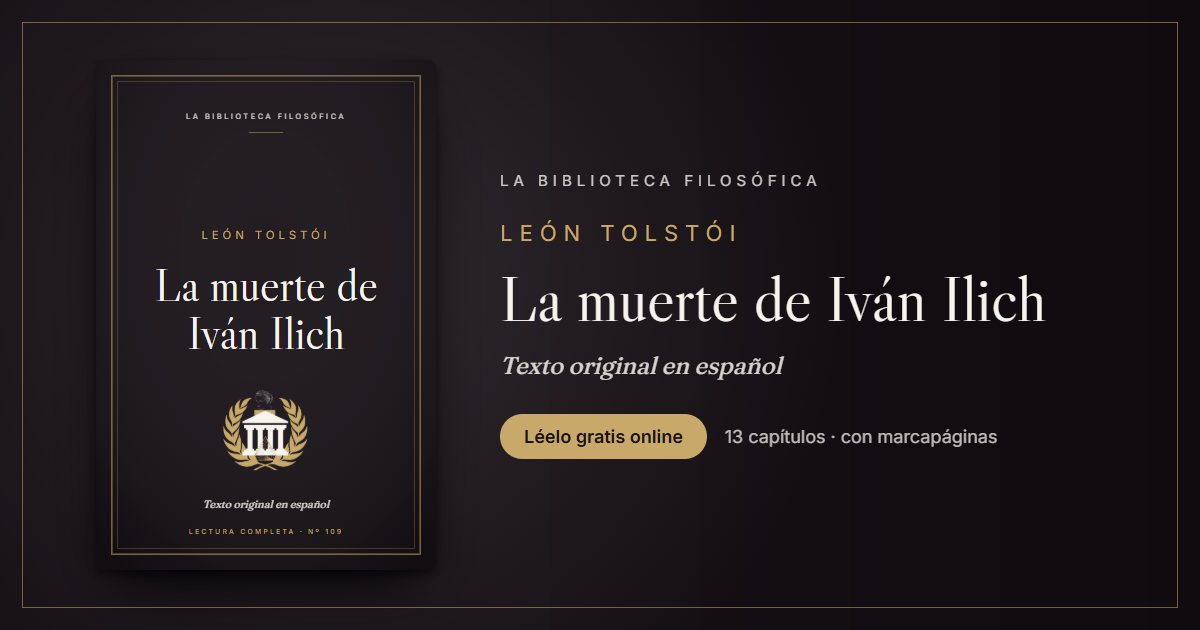 LA BIBLIOTECA FILOSÓFICA
LEÓN TOLSTÓI
La muerte de
Iván Ilich
Texto original en español
LECTURA COMPLETA · Nº 109
LA BIBLIOTECA FILOSÓFICA
LEÓN TOLSTÓI
La muerte de Iván Ilich
Texto original en español
Léelo gratis online
13 capítulos · con marcapáginas